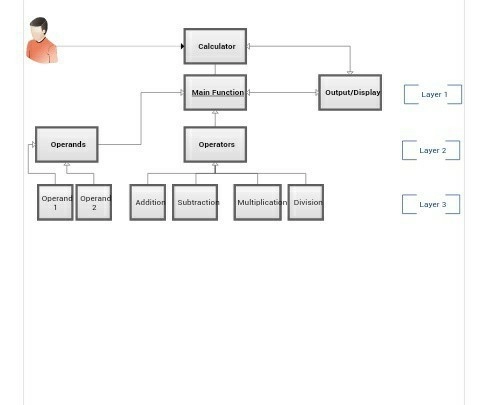 Calculator
Main Function
Output/Display
Layer 1
Operands
Operators
Layer 2
Operand
1
Operand
2
Addition
Subtraction
Multiplication
Division
Layer 3